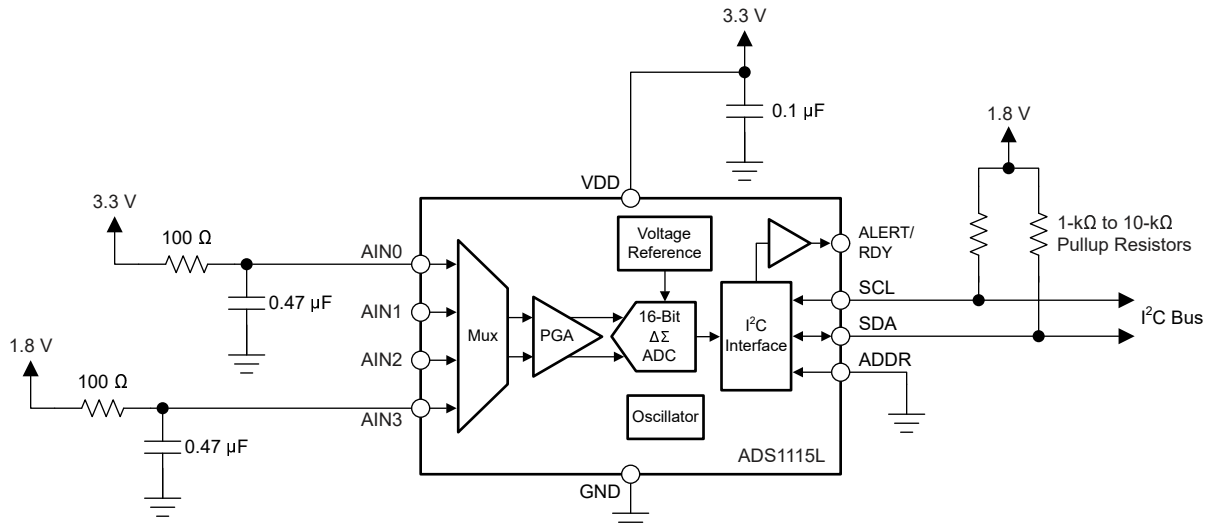 3.3 V
0.1 µF
1.8 V
VDD
1-kΩ to 10-kΩ
Pullup Resistors
3.3 V
100 Ω
0.47 µF
1.8 V
100 Ω
0.47 µF
AIN0
AIN1
AIN2
AIN3
Mux
PGA
Voltage
Reference
16-Bit
ΔΣ
ADC
I²C
Interface
Oscillator
ADS1115L
GND
ALERT/
RDY
SCL
SDA
ADDR
I²C Bus